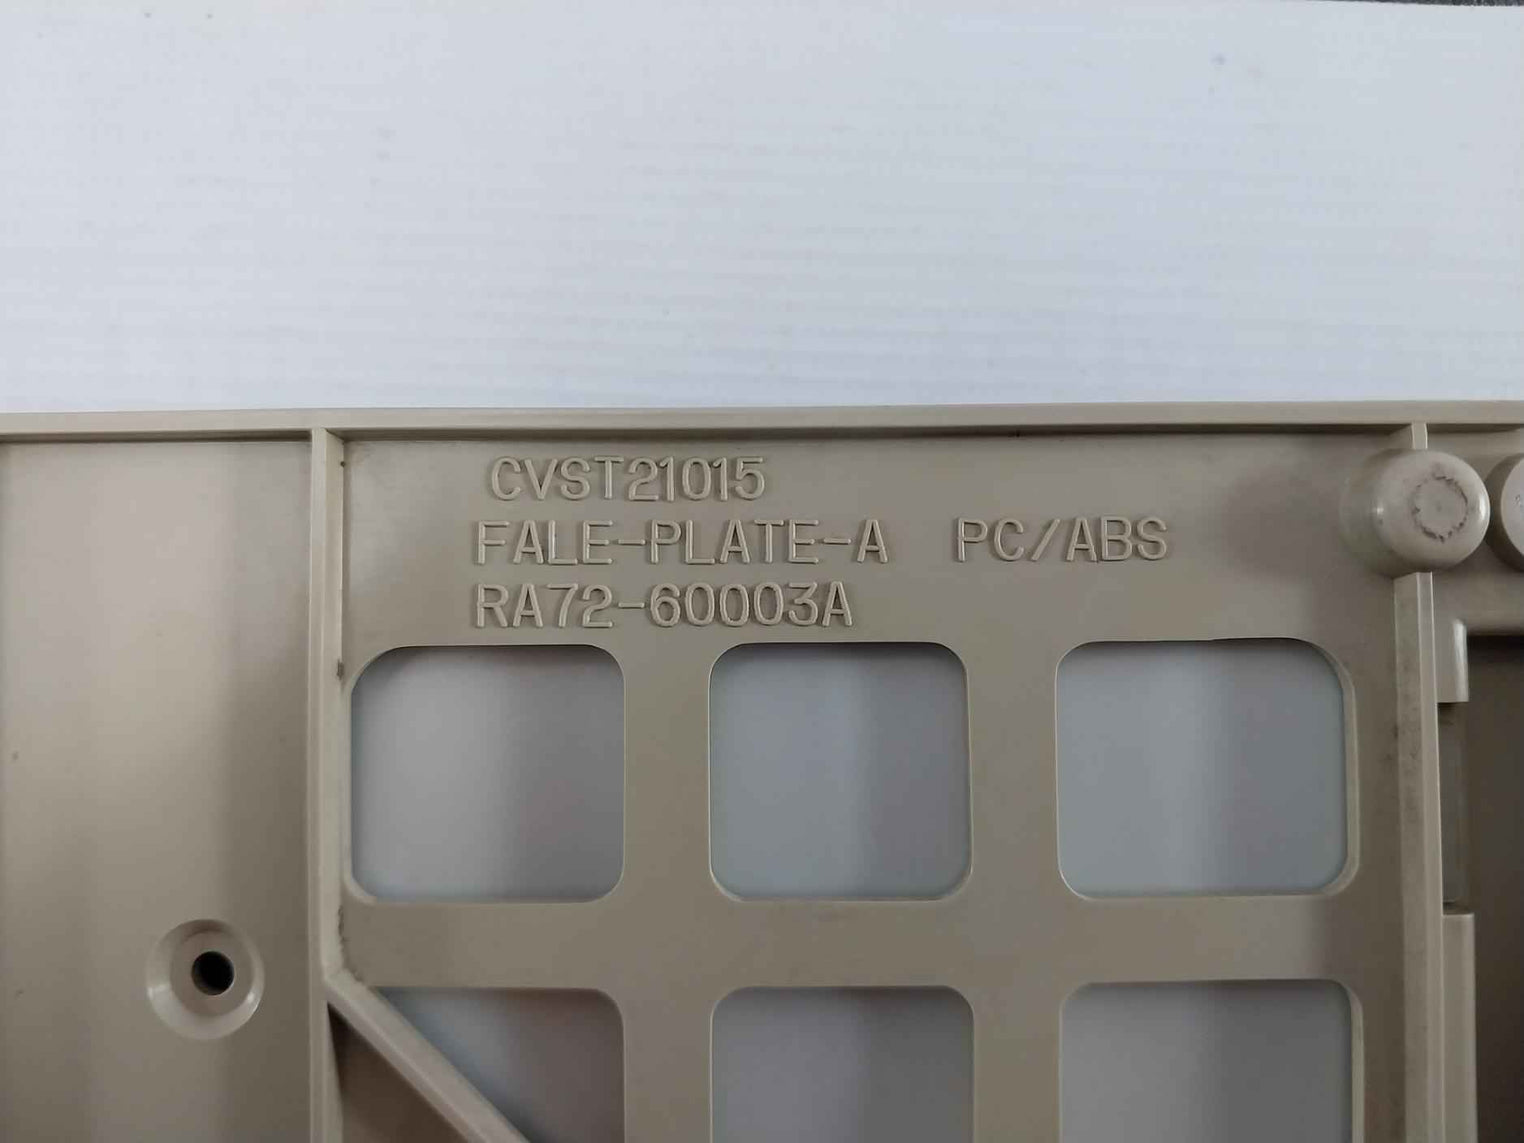 CVST21015
FALE-PLATE-A PC/ABS
RA72-60003A